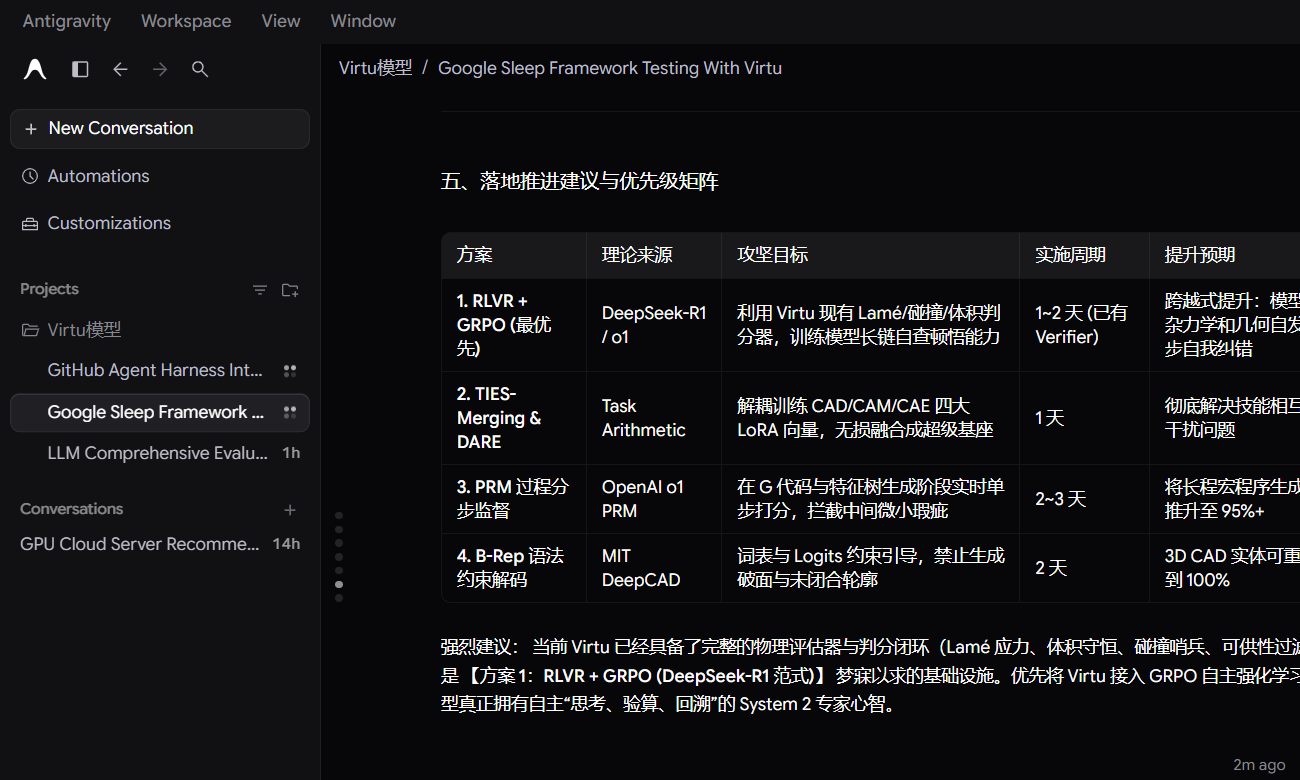 Antigravity Workspace View Window
Virtu模型 / Google Sleep Framework Testing With Virtu
+ New Conversation
Automations
Customizations
Projects
Virtu模型
GitHub Agent Harness Int...
Google Sleep Framework ...
LLM Comprehensive Evalu... 1h
Conversations +
GPU Cloud Server Recomme... 14h
五、落地推进建议与优先级矩阵
方案 理论来源 攻坚目标 实施周期 提升预期
1. RLVR +
GRPO (最优
先)
DeepSeek-R1
/ o1
利用 Virtu 现有 Lamé/碰撞/体积判
分器，训练模型长链自查顿悟能力
1~2 天 (已有
Verifier)
跨越式提升：模型
杂力学和几何自发
步自我纠错
2. TIES-
Merging &
DARE
Task
Arithmetic
解耦训练 CAD/CAM/CAE 四大
LoRA 向量，无损融合成超级基座
1 天
彻底解决技能相互
干扰问题
3. PRM 过程分
步监督
OpenAI o1
PRM
在 G 代码与特征树生成阶段实时单
步打分，拦截中间微小瑕疵
2~3 天
将长程宏程序生成
推升至 95%+
4. B-Rep 语法
约束解码
MIT
DeepCAD
词表与 Logits 约束引导，禁止生成
破面与未闭合轮廓
2 天
3D CAD 实体可重
到 100%
强烈建议： 当前 Virtu 已经具备了完整的物理评估器与判分闭环（Lamé 应力、体积守恒、碰撞哨兵、可供性过滤
是 【方案 1：RLVR + GRPO (DeepSeek-R1 范式)】 梦寐以求的基础设施。优先将 Virtu 接入 GRPO 自主强化学习
型真正拥有自主“思考、验算、回溯”的 System 2 专家心智。
2m ago